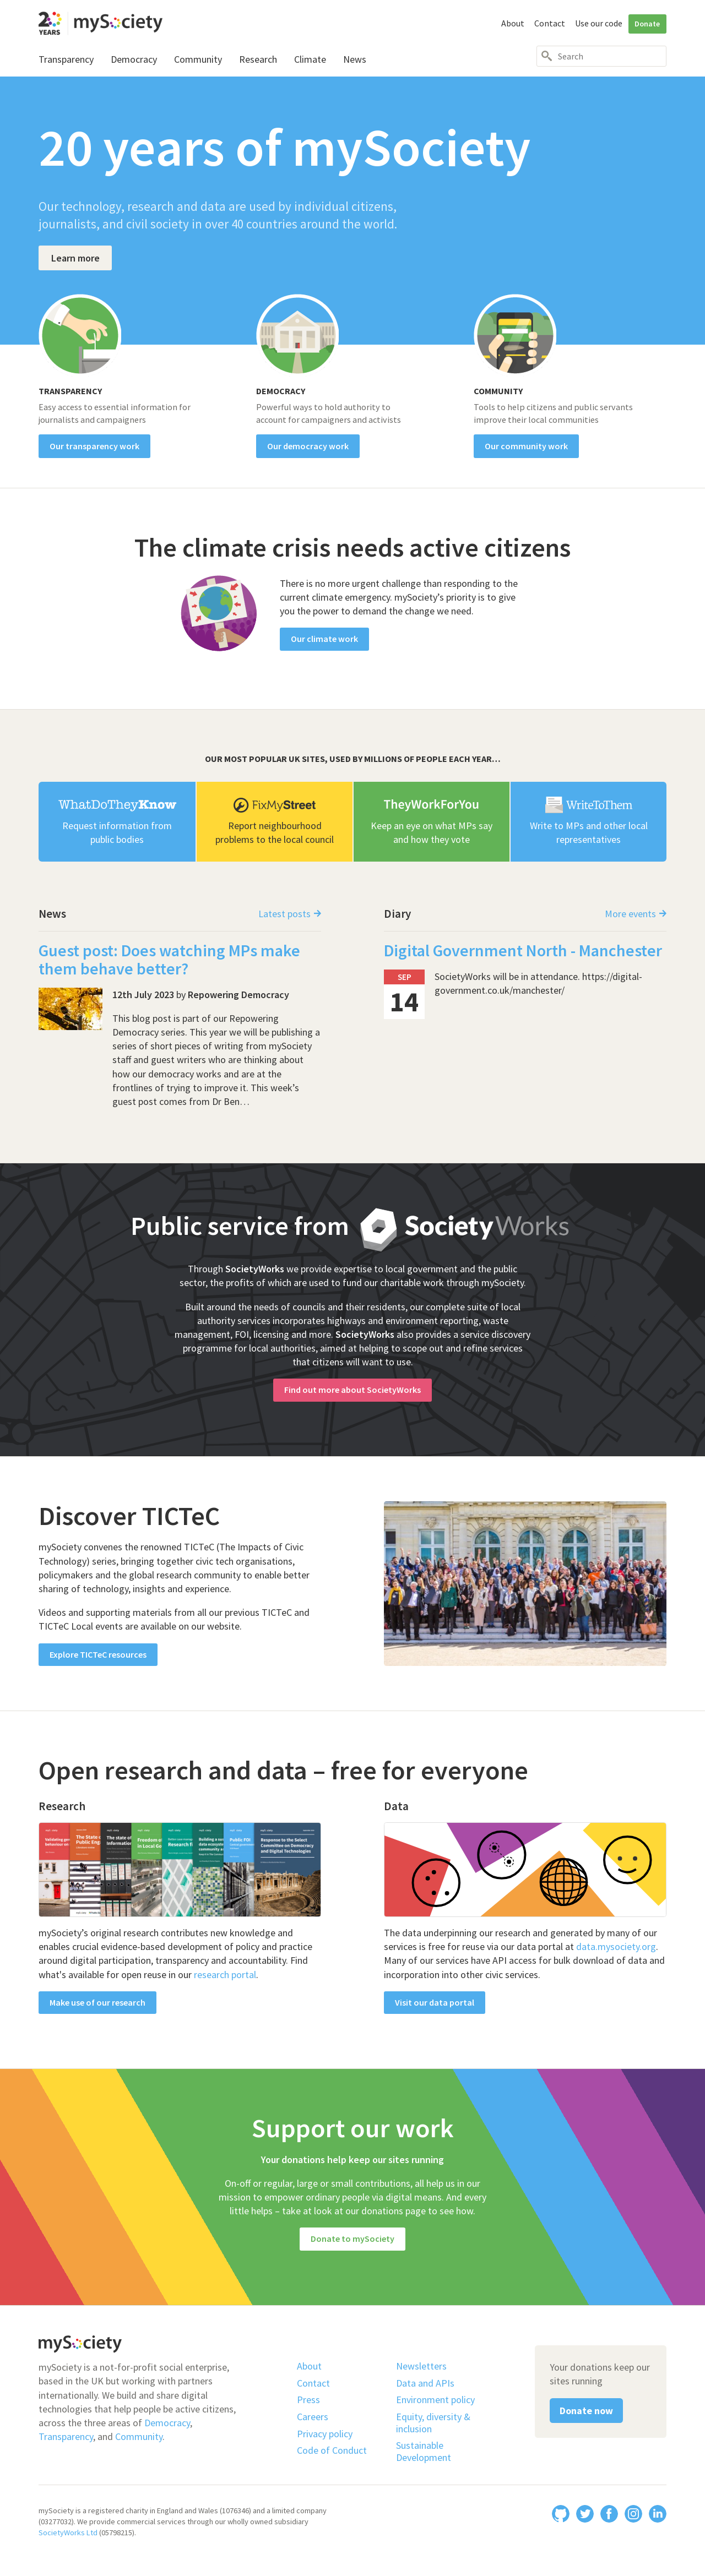 20 YEARS
mySociety
About
Contact
Use our code
Donate
Transparency
Democracy
Community
Research
Climate
News
Search
20 years of mySociety
Our technology, research and data are used by individual citizens,
journalists, and civil society in over 40 countries around the world.
Learn more
TRANSPARENCY
Easy access to essential information for
journalists and campaigners
Our transparency work
DEMOCRACY
Powerful ways to hold authority to
account for campaigners and activists
Our democracy work
COMMUNITY
Tools to help citizens and public servants
improve their local communities
Our community work
The climate crisis needs active citizens
There is no more urgent challenge than responding to the
current climate emergency. mySociety’s priority is to give
you the power to demand the change we need.
Our climate work
OUR MOST POPULAR UK SITES, USED BY MILLIONS OF PEOPLE EACH YEAR…
WhatDoTheyKnow
Request information from
public bodies
FixMyStreet
Report neighbourhood
problems to the local council
TheyWorkForYou
Keep an eye on what MPs say
and how they vote
WriteToThem
Write to MPs and other local
representatives
News
Latest posts
Guest post: Does watching MPs make
them behave better?
12th July 2023 by Repowering Democracy
This blog post is part of our Repowering
Democracy series. This year we will be publishing a
series of short pieces of writing from mySociety
staff and guest writers who are thinking about
how our democracy works and are at the
frontlines of trying to improve it. This week’s
guest post comes from Dr Ben…
Diary
More events
Digital Government North - Manchester
SEP
14
SocietyWorks will be in attendance. https://digital-
government.co.uk/manchester/
Public service from SocietyWorks
Through SocietyWorks we provide expertise to local government and the public
sector, the profits of which are used to fund our charitable work through mySociety.
Built around the needs of councils and their residents, our complete suite of local
authority services incorporates highways and environment reporting, waste
management, FOI, licensing and more. SocietyWorks also provides a service discovery
programme for local authorities, aimed at helping to scope out and refine services
that citizens will want to use.
Find out more about SocietyWorks
Discover TICTeC
mySociety convenes the renowned TICTeC (The Impacts of Civic
Technology) series, bringing together civic tech organisations,
policymakers and the global research community to enable better
sharing of technology, insights and experience.
Videos and supporting materials from all our previous TICTeC and
TICTeC Local events are available on our website.
Explore TICTeC resources
Open research and data – free for everyone
Research
Response to the Select
Committee on Democracy
and Digital Technologies
mySociety’s original research contributes new knowledge and
enables crucial evidence-based development of policy and practice
around digital participation, transparency and accountability. Find
what's available for open reuse in our research portal.
Make use of our research
Data
The data underpinning our research and generated by many of our
services is free for reuse via our data portal at data.mysociety.org.
Many of our services have API access for bulk download of data and
incorporation into other civic services.
Visit our data portal
Support our work
Your donations help keep our sites running
On-off or regular, large or small contributions, all help us in our
mission to empower ordinary people via digital means. And every
little helps – take at look at our donations page to see how.
Donate to mySociety
mySociety
mySociety is a not-for-profit social enterprise,
based in the UK but working with partners
internationally. We build and share digital
technologies that help people be active citizens,
across the three areas of Democracy,
Transparency, and Community.
About
Contact
Press
Careers
Privacy policy
Code of Conduct
Newsletters
Data and APIs
Environment policy
Equity, diversity &
inclusion
Sustainable
Development
Your donations keep our
sites running
Donate now
mySociety is a registered charity in England and Wales (1076346) and a limited company
(03277032). We provide commercial services through our wholly owned subsidiary
SocietyWorks Ltd (05798215).